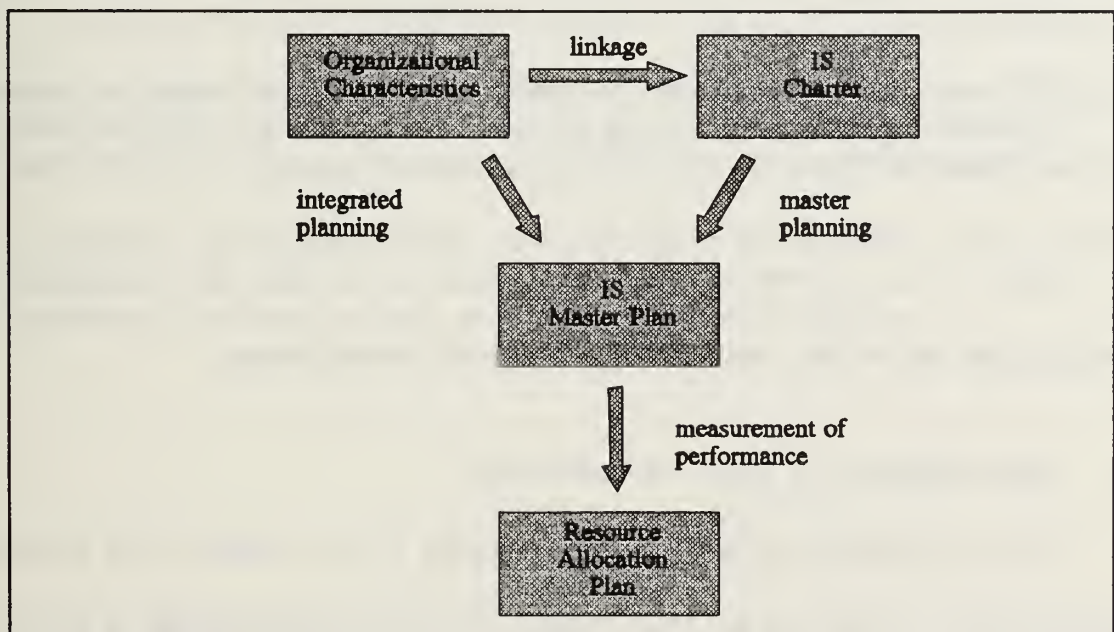 Organizational
Characteristics
linkage
IS
Charter
integrated
planning
master
planning
IS
Master Plan
measurement of
performance
Resource
Allocation
Plan